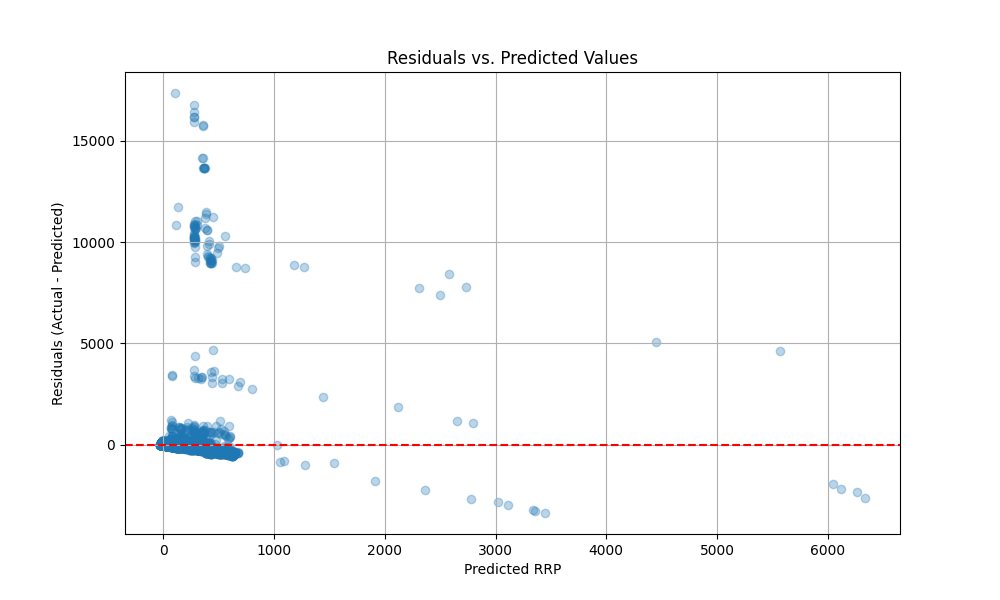 Residuals vs. Predicted Values
15000
10000
5000
0
Residuals (Actual - Predicted)
0 1000 2000 3000 4000 5000 6000
Predicted RRP